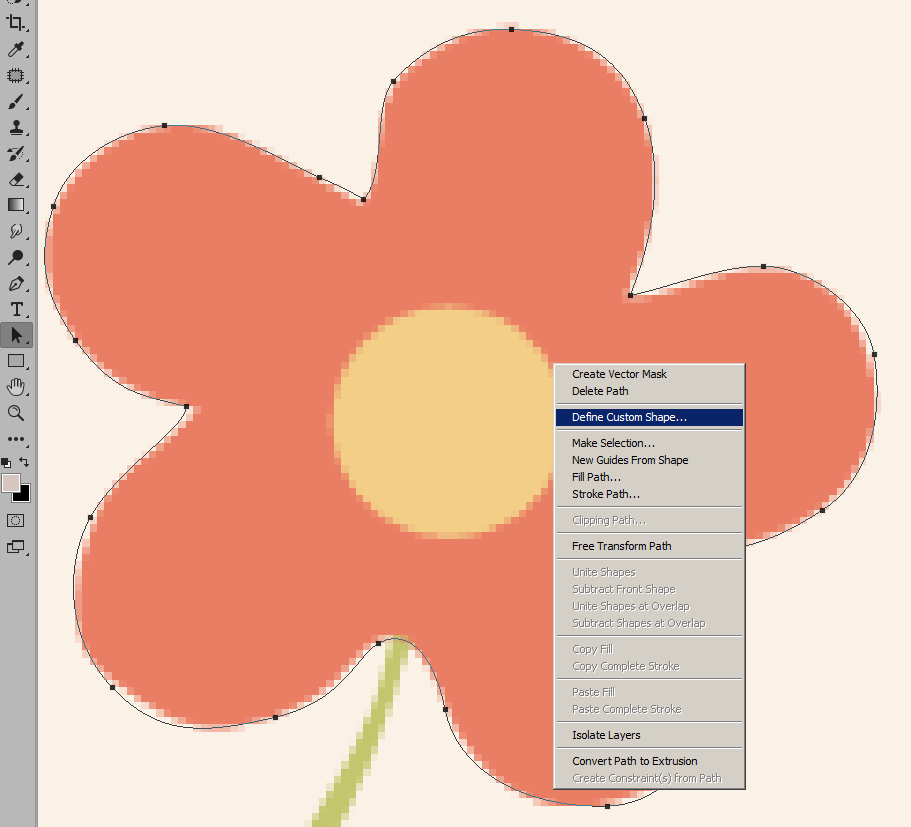 Create Vector Mask
Delete Path
Define Custom Shape...
Make Selection...
New Guides From Shape
Fill Path...
Stroke Path...
Clipping Path...
Free Transform Path
Unite Shapes
Subtract Front Shape
Unite Shapes at Overlap
Subtract Shapes at Overlap
Copy Fill
Copy Complete Stroke
Paste Fill
Paste Complete Stroke
Isolate Layers
Convert Path to Extrusion
Create Constraint(s) from Path